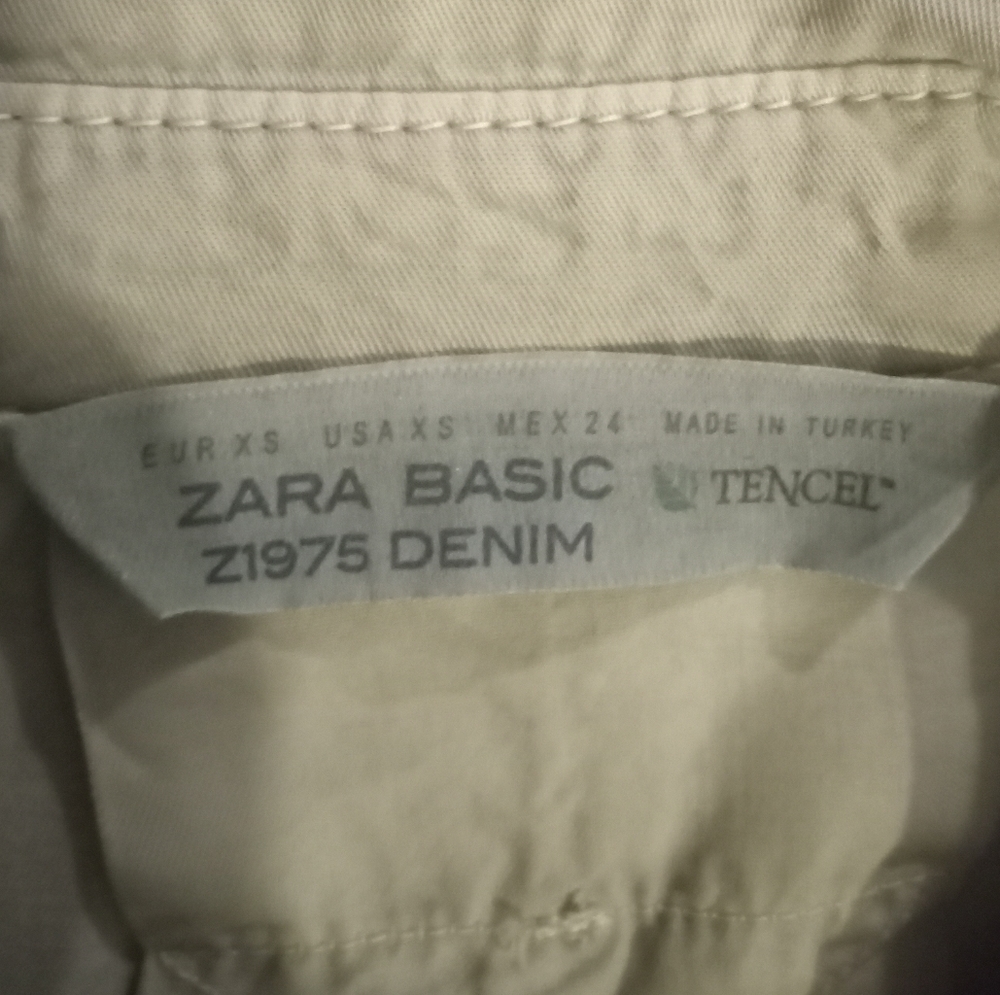 EUR XS USA XS MEX 24 MADE IN TURKEY
ZARA BASIC TENCEL™
Z1975 DENIM